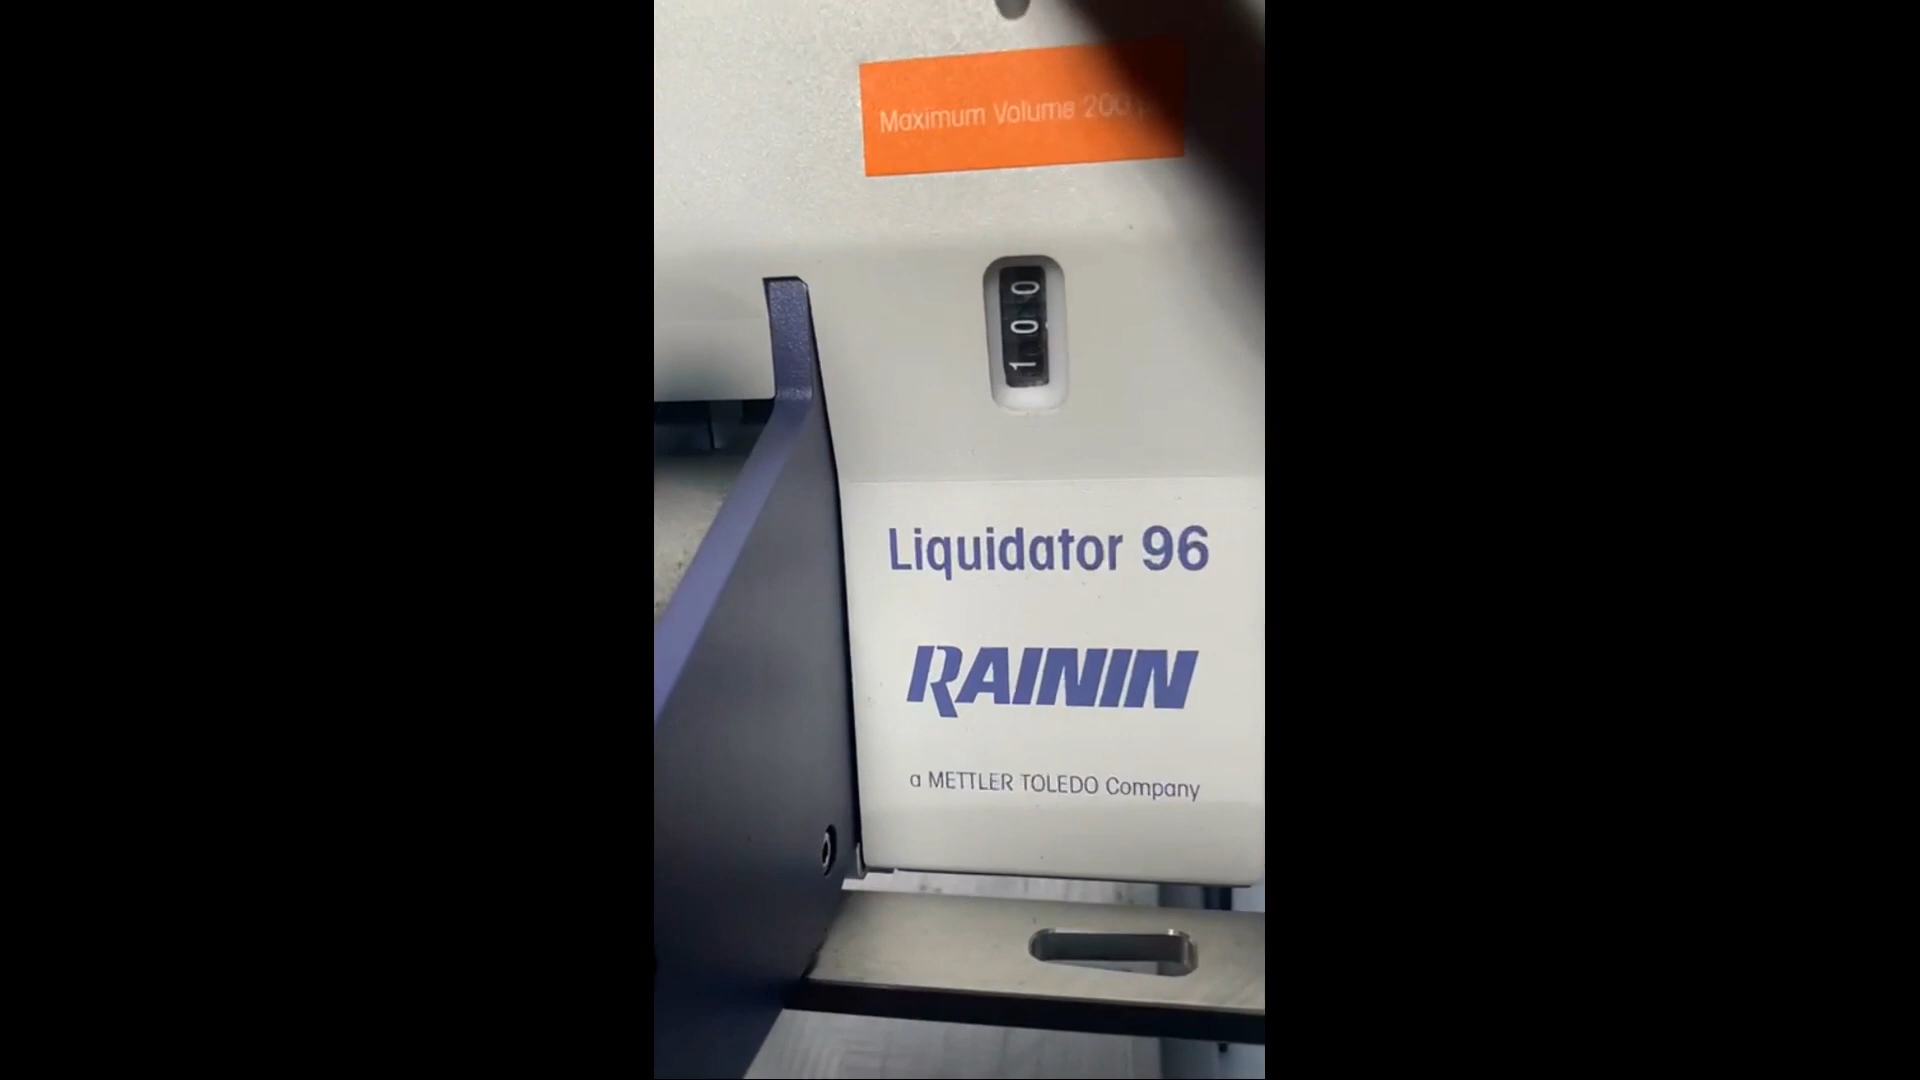 Maximum Volume 200
100
Liquidator 96
RAININ
a METTLER TOLEDO Company